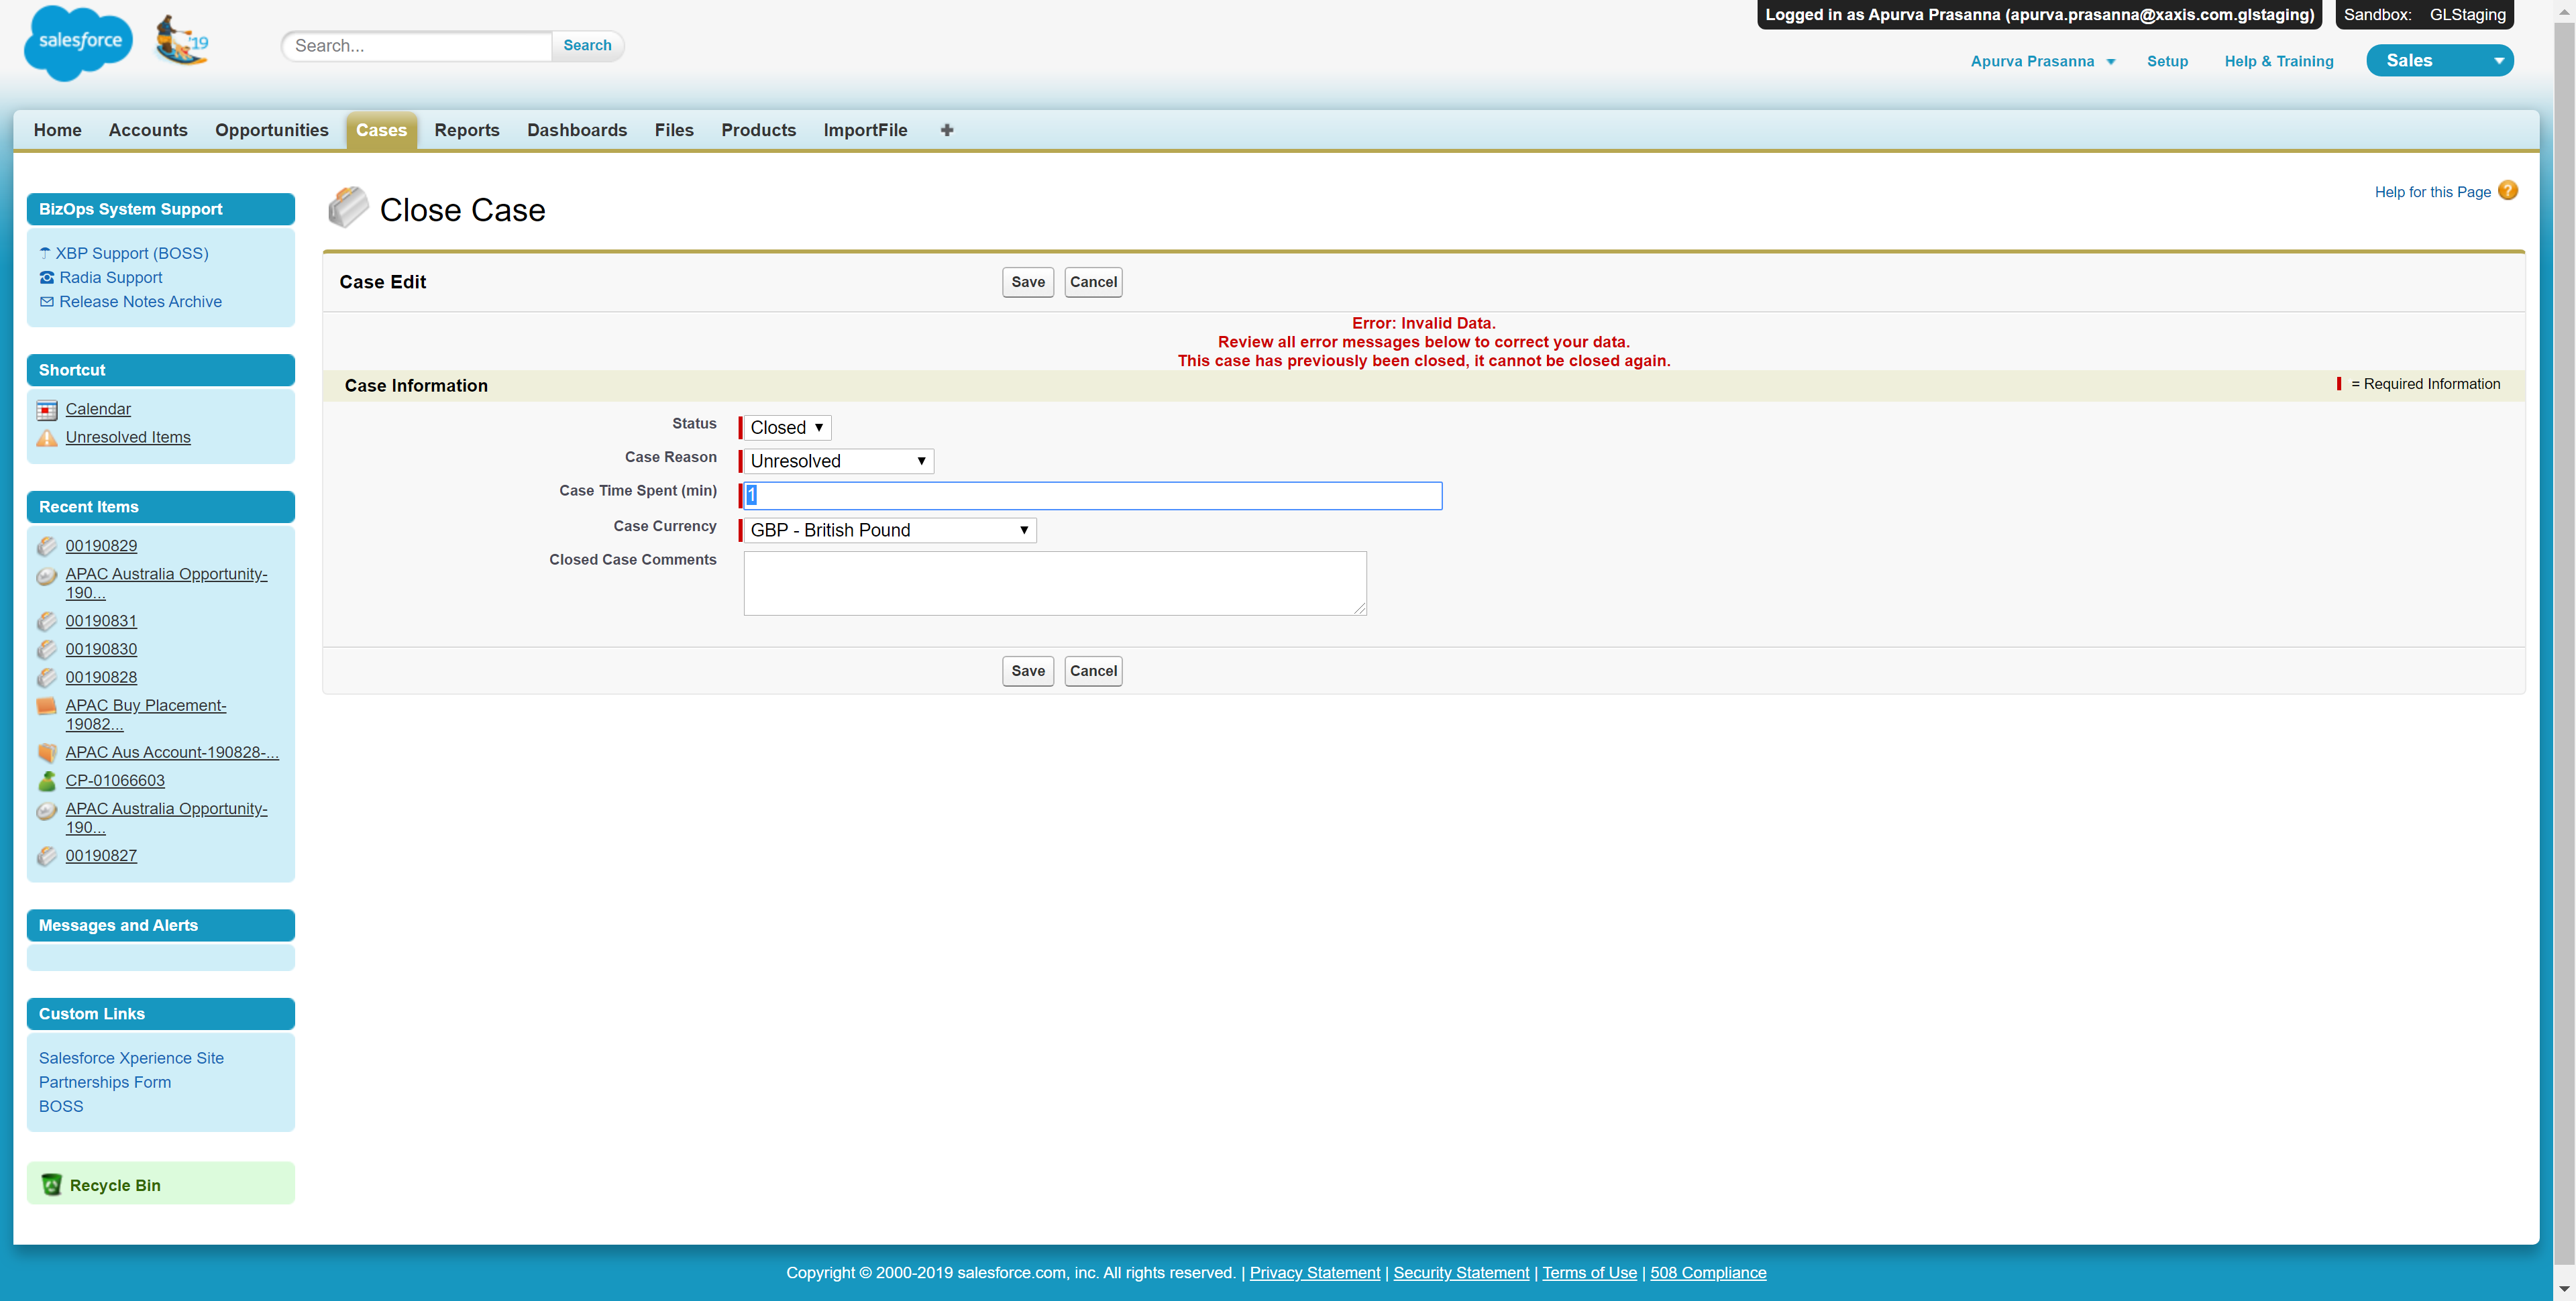 Logged in as Apurva Prasanna (apurva.prasanna@xaxis.com.glstaging)
Sandbox: GLStaging
salesforce
'19
Search...
Search
Apurva Prasanna
Setup
Help & Training
Sales
Home Accounts Opportunities Cases Reports Dashboards Files Products ImportFile
BizOps System Support
XBP Support (BOSS)
Radia Support
Release Notes Archive
Shortcut
Calendar
Unresolved Items
Recent Items
00190829
APAC Australia Opportunity-
190...
00190831
00190830
00190828
APAC Buy Placement-
19082...
APAC Aus Account-190828-...
CP-01066603
APAC Australia Opportunity-
190...
00190827
Messages and Alerts
Custom Links
Salesforce Xperience Site
Partnerships Form
BOSS
Recycle Bin
Close Case
Help for this Page ?
Case Edit
Save Cancel
Error: Invalid Data.
Review all error messages below to correct your data.
This case has previously been closed, it cannot be closed again.
Case Information
= Required Information
Status Closed
Case Reason Unresolved
Case Time Spent (min) 1
Case Currency GBP - British Pound
Closed Case Comments
Save Cancel
Copyright © 2000-2019 salesforce.com, inc. All rights reserved. | Privacy Statement | Security Statement | Terms of Use | 508 Compliance